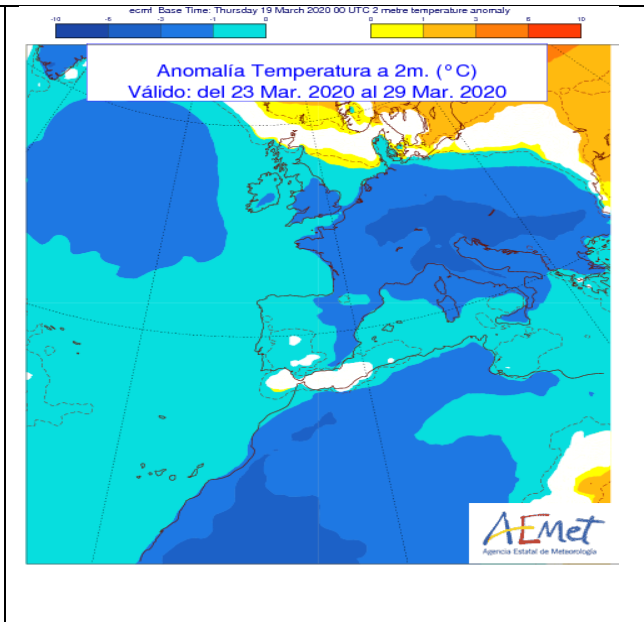 ecmf Base Time: Thursday 19 March 2020 00 UTC 2 metre temperature anomaly
-10 -6 -3 -1 0 0 1 3 6 10
Anomalía Temperatura a 2m. (°C)
Válido: del 23 Mar. 2020 al 29 Mar. 2020
AEMet
Agencia Estatal de Meteorología